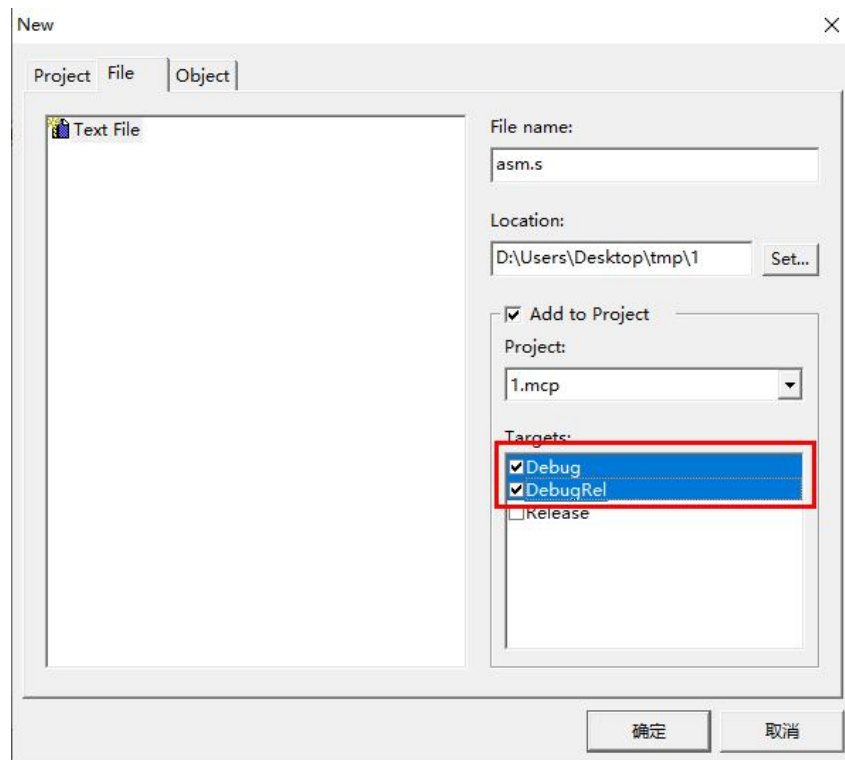 New
Project File Object
Text File
File name:
asm.s
Location:
D:\Users\Desktop\tmp\1
Set...
Add to Project
Project:
1.mcp
Targets:
Debug
DebugRel
Release
确定 取消